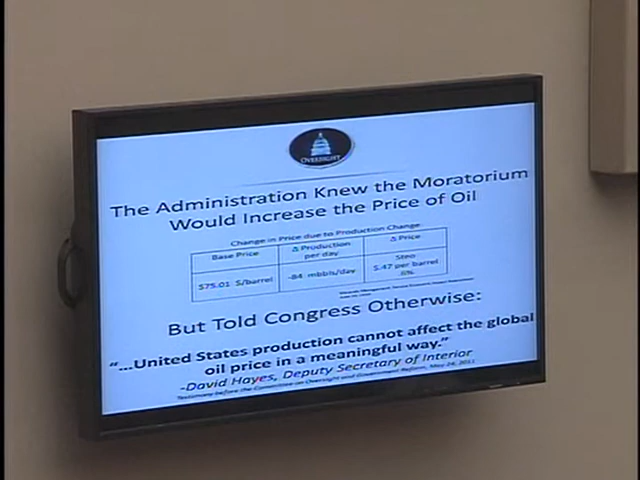 OVERSIGHT
The Administration Knew the Moratorium
Would Increase the Price of Oil
Change in Price due to Production Change
Base Price Δ Production per day Δ Price
$75.01 $/barrel -84 mbbls/day $.47 per barrel .6%
But Told Congress Otherwise:
“...United States production cannot affect the global
oil price in a meaningful way.”
-David Hayes, Deputy Secretary of Interior
Testimony before the Committee on Oversight and Government Reform, May 24, 2011